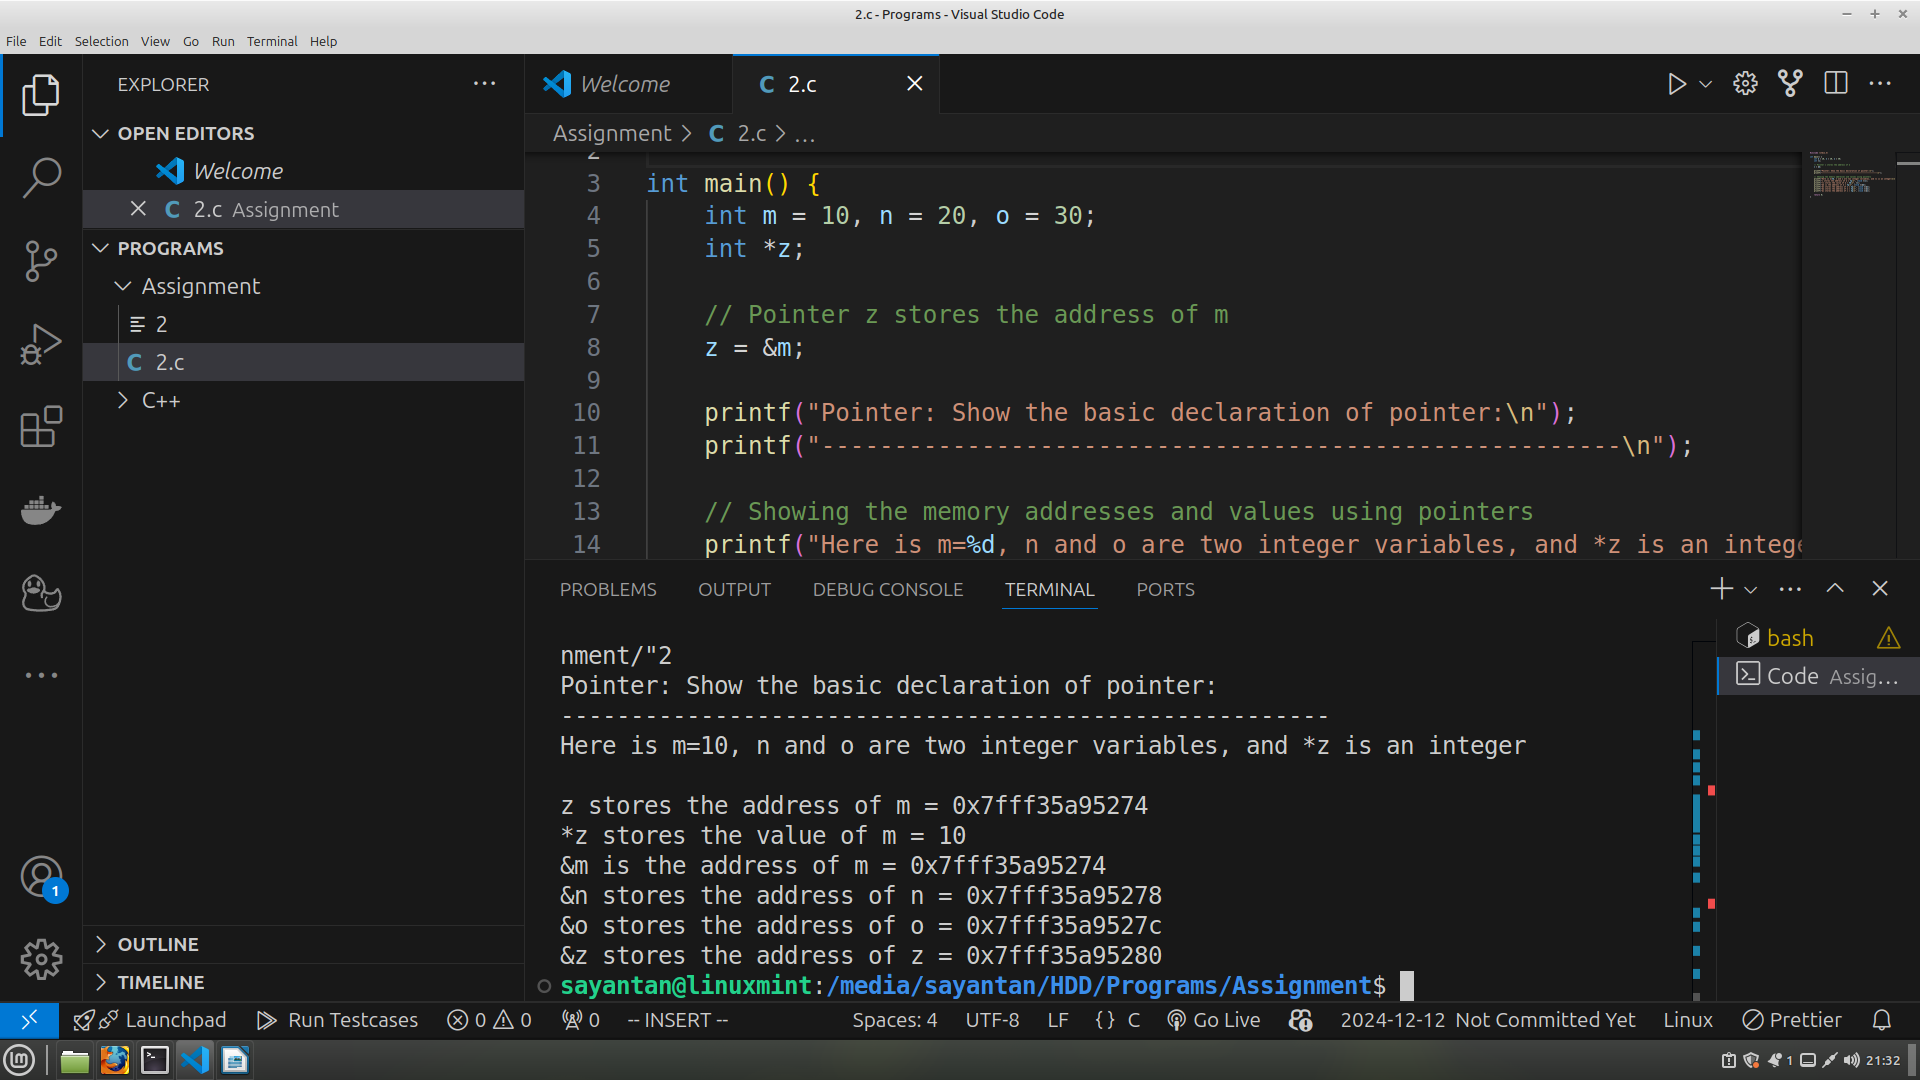 2.c - Programs - Visual Studio Code
File Edit Selection View Go Run Terminal Help
EXPLORER
OPEN EDITORS
Welcome
2.c Assignment
PROGRAMS
Assignment
2
2.c
C++
OUTLINE
TIMELINE
1
Welcome
C 2.c
Assignment > C 2.c > ...
2
3 int main() {
4 int m = 10, n = 20, o = 30;
5 int *z;
6
7 // Pointer z stores the address of m
8 z = &m;
9
10 printf("Pointer: Show the basic declaration of pointer:\n");
11 printf("-------------------------------------------------------\n");
12
13 // Showing the memory addresses and values using pointers
14 printf("Here is m=%d, n and o are two integer variables, and *z is an intege
PROBLEMS OUTPUT DEBUG CONSOLE TERMINAL PORTS
nment/"2
Pointer: Show the basic declaration of pointer:
-------------------------------------------------------
Here is m=10, n and o are two integer variables, and *z is an integer
z stores the address of m = 0x7fff35a95274
*z stores the value of m = 10
&m is the address of m = 0x7fff35a95274
&n stores the address of n = 0x7fff35a95278
&o stores the address of o = 0x7fff35a9527c
&z stores the address of z = 0x7fff35a95280
sayantan@linuxmint:/media/sayantan/HDD/Programs/Assignment$
bash
Code Assig...
Launchpad Run Testcases 0 0 0 -- INSERT -- Spaces: 4 UTF-8 LF {} C Go Live 2024-12-12 Not Committed Yet Linux Prettier
1 21:32